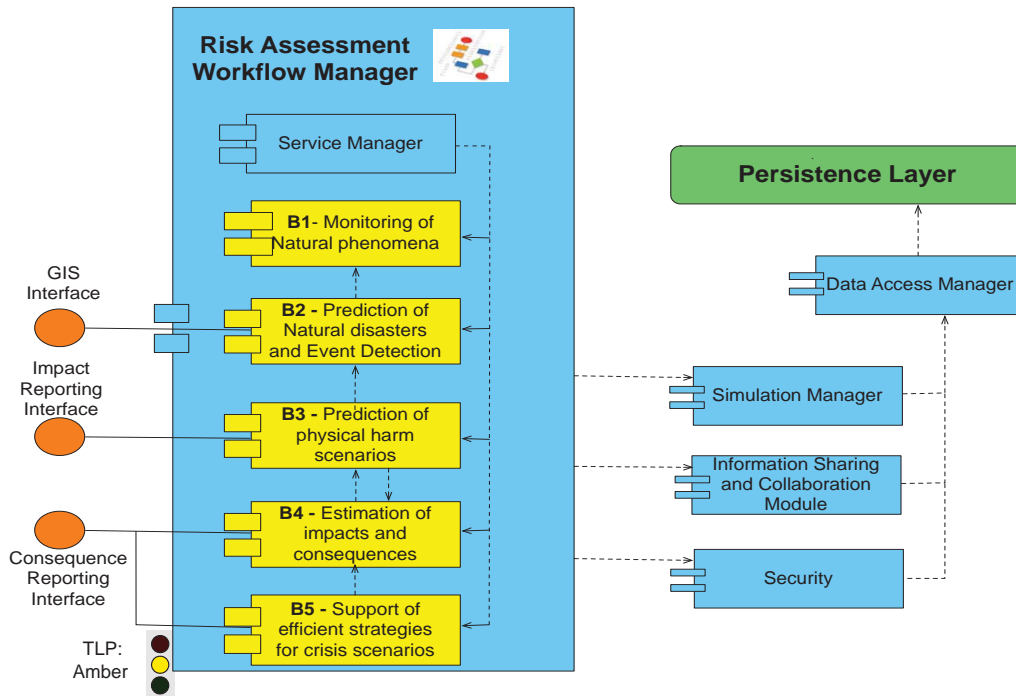 Risk Assessment
Workflow Manager
Service Manager
B1- Monitoring of
Natural phenomena
B2 - Prediction of
Natural disasters
and Event Detection
B3 - Prediction of
physical harm
scenarios
B4 - Estimation of
impacts and
consequences
B5 - Support of
efficient strategies
for crisis scenarios
GIS
Interface
Impact
Reporting
Interface
Consequence
Reporting
Interface
TLP:
Amber
Persistence Layer
Data Access Manager
Simulation Manager
Information Sharing
and Collaboration
Module
Security